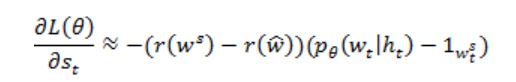 ∂L(θ)/∂s_t ≈ −(r(w^s) − r(ŵ))(p_θ(w_t|h_t) − 1_{w_t^s})